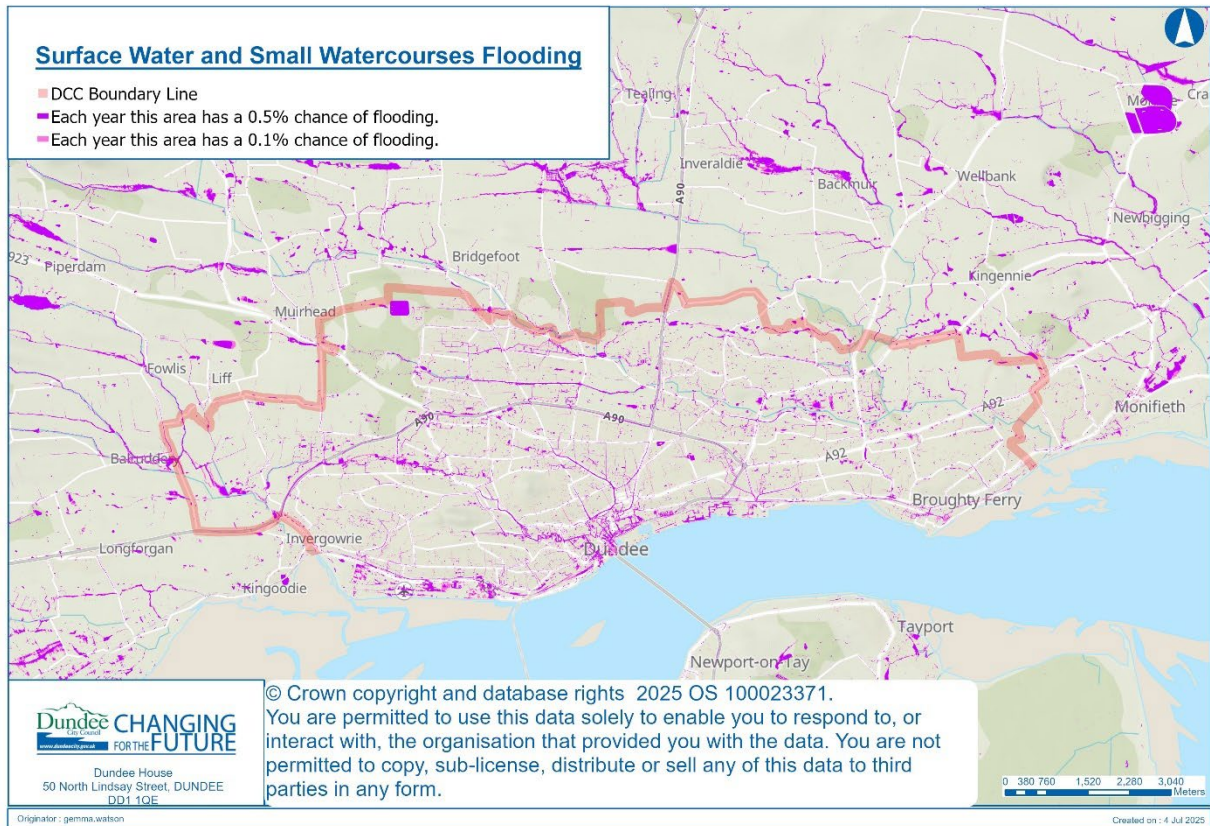 Surface Water and Small Watercourses Flooding
DCC Boundary Line
Each year this area has a 0.5% chance of flooding.
Each year this area has a 0.1% chance of flooding.
Tealing
Inveraldie
A90
Backmuir
Wellbank
Newbigging
923
Piperdam
Bridgefoot
Kingennie
Muirhead
Fowlis
Liff
A90
A90
A92
Monifieth
A92
Broughty Ferry
Longforgan
Invergowrie
Dundee
Kingoodie
Tayport
Newport-on-Tay
Dundee
City Council
www.dundeecity.gov.uk
CHANGING
FOR THE FUTURE
Dundee House
50 North Lindsay Street, DUNDEE
DD1 1QE
© Crown copyright and database rights 2025 OS 100023371.
You are permitted to use this data solely to enable you to respond to, or
interact with, the organisation that provided you with the data. You are not
permitted to copy, sub-license, distribute or sell any of this data to third
parties in any form.
0 380 760 1,520 2,280 3,040
Meters
Originator : gemma.watson
Created on : 4 Jul 2025